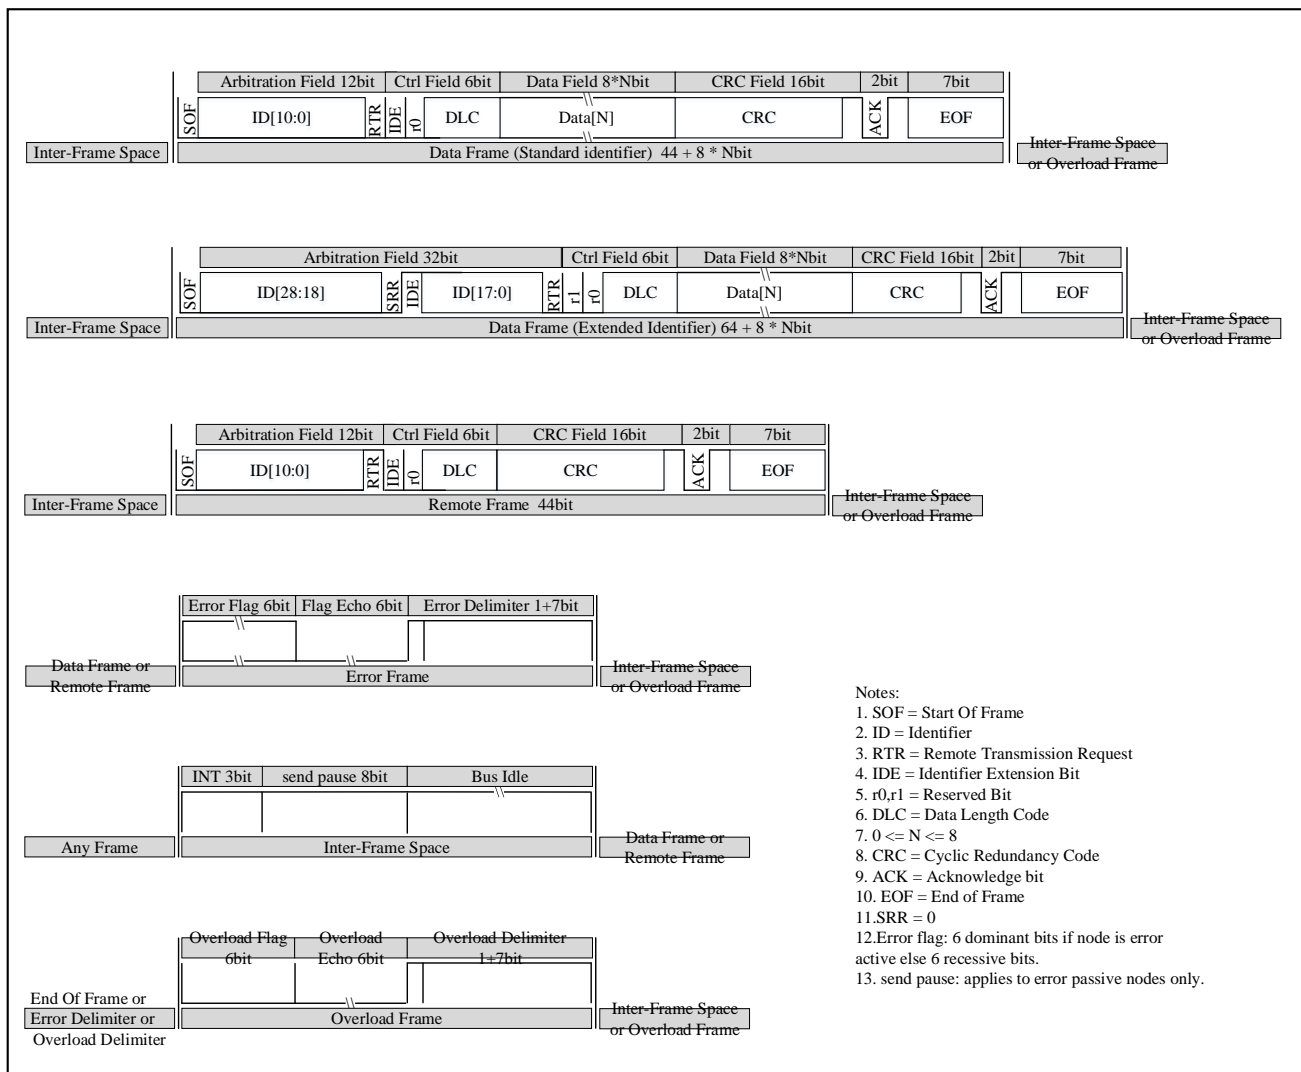 Arbitration Field 12bit Ctrl Field 6bit Data Field 8*Nbit CRC Field 16bit 2bit 7bit
SOF ID[10:0] RTR IDE r0 DLC Data[N] CRC ACK EOF
Inter-Frame Space Data Frame (Standard identifier) 44 + 8 * Nbit Inter-Frame Space
or Overload Frame
Arbitration Field 32bit Ctrl Field 6bit Data Field 8*Nbit CRC Field 16bit 2bit 7bit
SOF ID[28:18] SRR IDE ID[17:0] RTR r1 r0 DLC Data[N] CRC ACK EOF
Inter-Frame Space Data Frame (Extended Identifier) 64 + 8 * Nbit Inter-Frame Space
or Overload Frame
Arbitration Field 12bit Ctrl Field 6bit CRC Field 16bit 2bit 7bit
SOF ID[10:0] RTR IDE r0 DLC CRC ACK EOF
Inter-Frame Space Remote Frame 44bit Inter-Frame Space
or Overload Frame
Error Flag 6bit Flag Echo 6bit Error Delimiter 1+7bit
Data Frame or
Remote Frame
Error Frame
Inter-Frame Space
or Overload Frame
INT 3bit send pause 8bit Bus Idle
Any Frame Inter-Frame Space Data Frame or
Remote Frame
Overload Flag
6bit
Overload
Echo 6bit
Overload Delimiter
1+7bit
End Of Frame or
Error Delimiter or
Overload Delimiter
Overload Frame
Inter-Frame Space
or Overload Frame
Notes:
1. SOF = Start Of Frame
2. ID = Identifier
3. RTR = Remote Transmission Request
4. IDE = Identifier Extension Bit
5. r0,r1 = Reserved Bit
6. DLC = Data Length Code
7. 0 <= N <= 8
8. CRC = Cyclic Redundancy Code
9. ACK = Acknowledge bit
10. EOF = End of Frame
11.SRR = 0
12.Error flag: 6 dominant bits if node is error
active else 6 recessive bits.
13. send pause: applies to error passive nodes only.